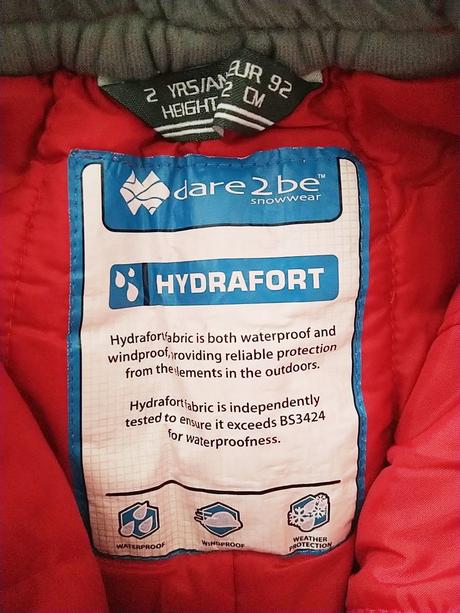 2 YRS/AN EUR 92
HEIGHT 2 CM
dare2be™
snowwear
HYDRAFORT
Hydrafort fabric is both waterproof and
windproof, roviding reliable protection
from the elements in the outdoors.
Hydrafort fabric is independently
tested to ensure it exceeds BS3424
for waterproofness.
WATERPROOF WINDPROOF WEATHER
PROTECTION